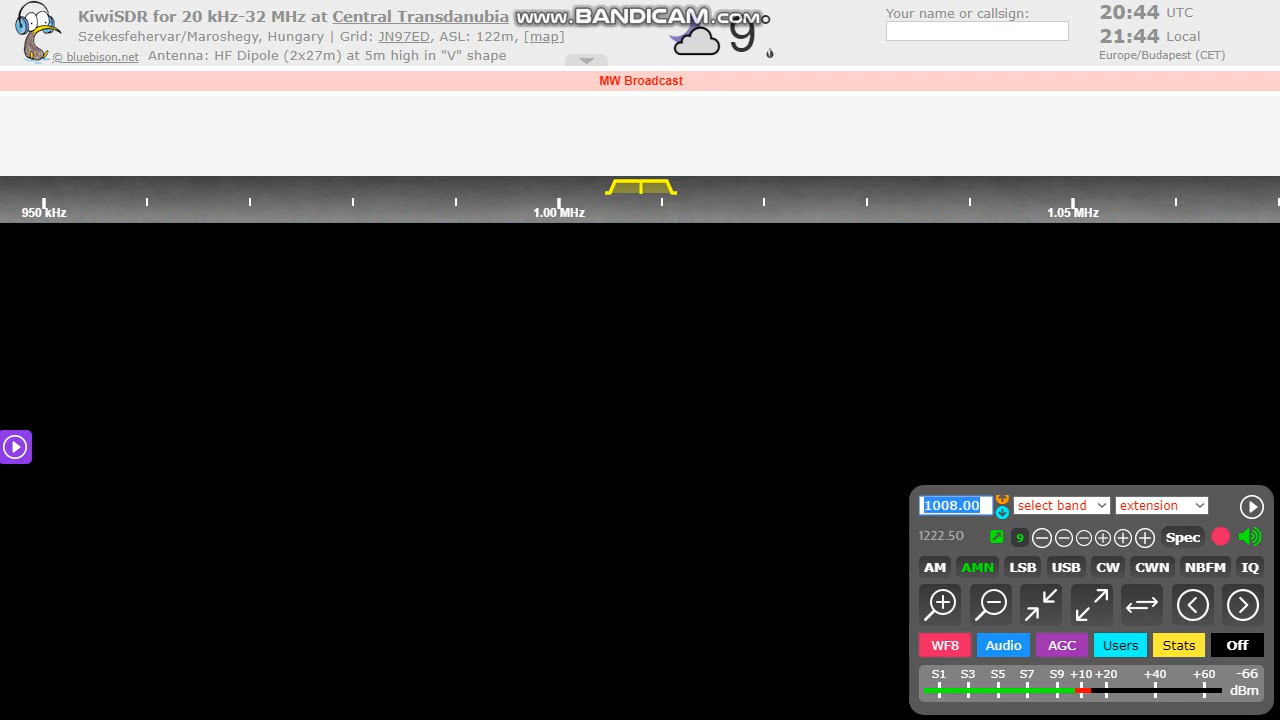 KiwiSDR for 20 kHz-32 MHz at Central Transdanubia
Szekesfehervar/Maroshegy, Hungary | Grid: JN97ED, ASL: 122m, [map]
© bluebison.net Antenna: HF Dipole (2x27m) at 5m high in "V" shape
www.BANDICAM.com
9
Your name or callsign:
20:44 UTC
21:44 Local
Europe/Budapest (CET)
MW Broadcast
950 kHz 1.00 MHz 1.05 MHz
1008.00 select band extension
1222.50 9 Spec
AM AMN LSB USB CW CWN NBFM IQ
WF8 Audio AGC Users Stats Off
S1 S3 S5 S7 S9 +10 +20 +40 +60 -66
dBm